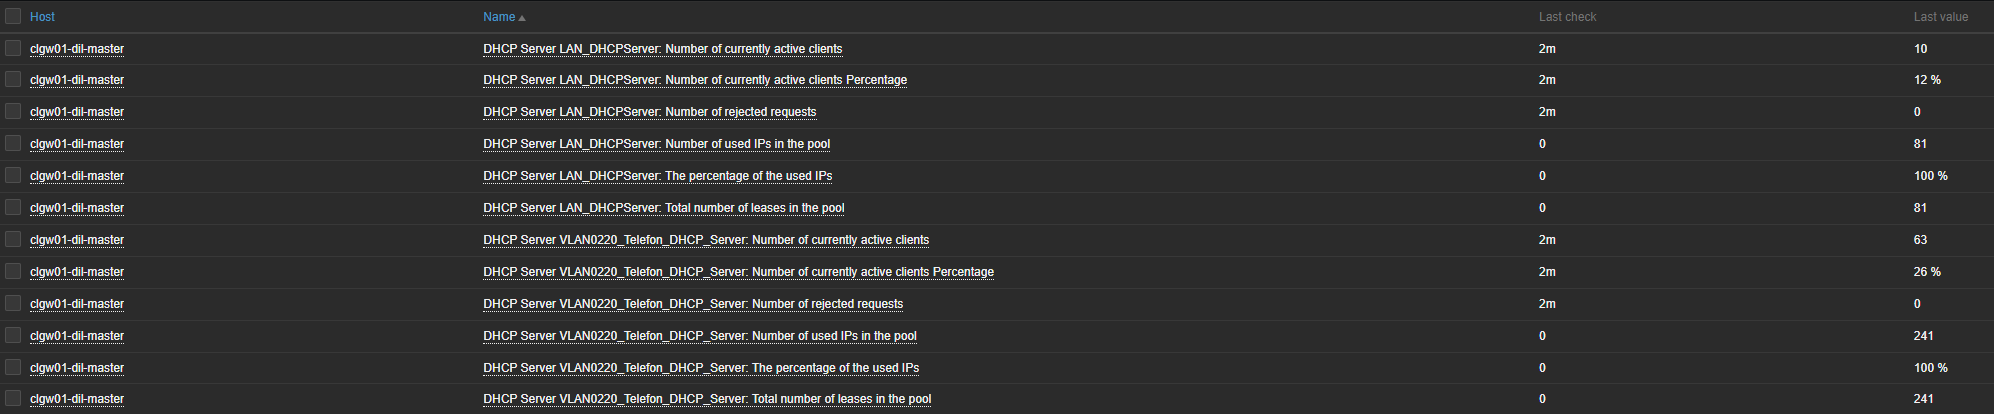 Host Name Last check Last value
clgw01-dil-master DHCP Server LAN_DHCPServer: Number of currently active clients 2m 10
clgw01-dil-master DHCP Server LAN_DHCPServer: Number of currently active clients Percentage 2m 12 %
clgw01-dil-master DHCP Server LAN_DHCPServer: Number of rejected requests 2m 0
clgw01-dil-master DHCP Server LAN_DHCPServer: Number of used IPs in the pool 0 81
clgw01-dil-master DHCP Server LAN_DHCPServer: The percentage of the used IPs 0 100 %
clgw01-dil-master DHCP Server LAN_DHCPServer: Total number of leases in the pool 0 81
clgw01-dil-master DHCP Server VLAN0220_Telefon_DHCP_Server: Number of currently active clients 2m 63
clgw01-dil-master DHCP Server VLAN0220_Telefon_DHCP_Server: Number of currently active clients Percentage 2m 26 %
clgw01-dil-master DHCP Server VLAN0220_Telefon_DHCP_Server: Number of rejected requests 2m 0
clgw01-dil-master DHCP Server VLAN0220_Telefon_DHCP_Server: Number of used IPs in the pool 0 241
clgw01-dil-master DHCP Server VLAN0220_Telefon_DHCP_Server: The percentage of the used IPs 0 100 %
clgw01-dil-master DHCP Server VLAN0220_Telefon_DHCP_Server: Total number of leases in the pool 0 241